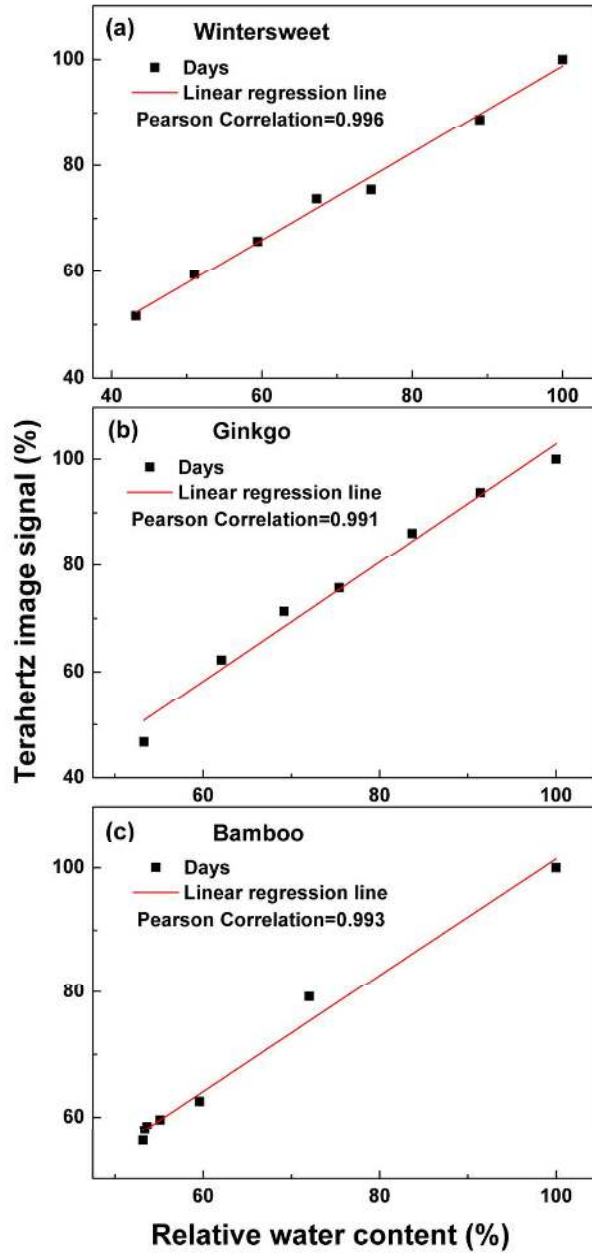 Terahertz image signal (%)
(a) Wintersweet
Days
Linear regression line
Pearson Correlation=0.996
100
80
60
40
40 60 80 100
(b) Ginkgo
Days
Linear regression line
Pearson Correlation=0.991
100
80
60
40
60 80 100
(c) Bamboo
Days
Linear regression line
Pearson Correlation=0.993
100
80
60
60 80 100
Relative water content (%)